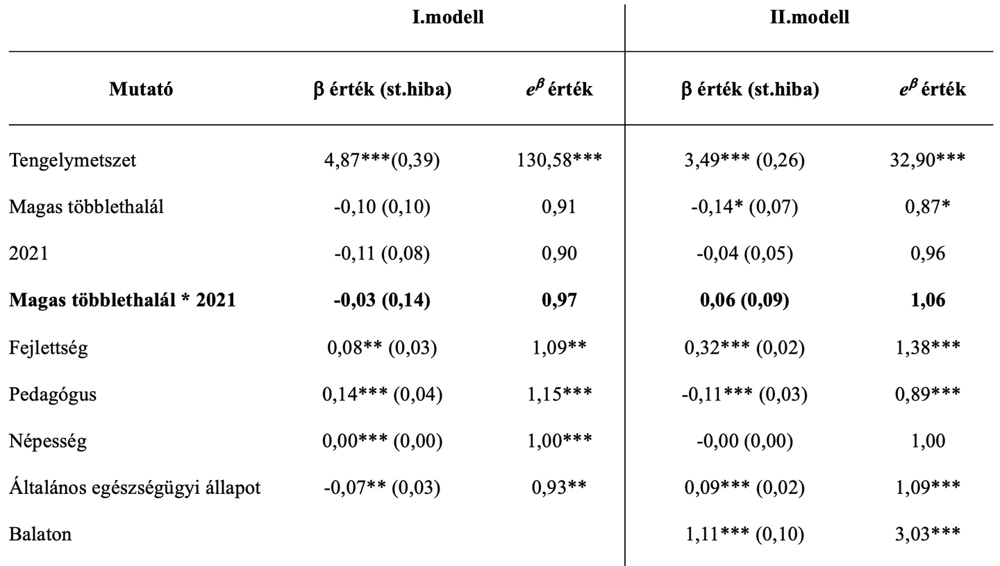 I.modell II.modell
Mutató β érték (st.hiba) e^β érték β érték (st.hiba) e^β érték
Tengelymetszet 4,87***(0,39) 130,58*** 3,49*** (0,26) 32,90***
Magas többlethalál -0,10 (0,10) 0,91 -0,14* (0,07) 0,87*
2021 -0,11 (0,08) 0,90 -0,04 (0,05) 0,96
Magas többlethalál * 2021 -0,03 (0,14) 0,97 0,06 (0,09) 1,06
Fejlettség 0,08** (0,03) 1,09** 0,32*** (0,02) 1,38***
Pedagógus 0,14*** (0,04) 1,15*** -0,11*** (0,03) 0,89***
Népesség 0,00*** (0,00) 1,00*** -0,00 (0,00) 1,00
Általános egészségügyi állapot -0,07** (0,03) 0,93** 0,09*** (0,02) 1,09***
Balaton 1,11*** (0,10) 3,03***